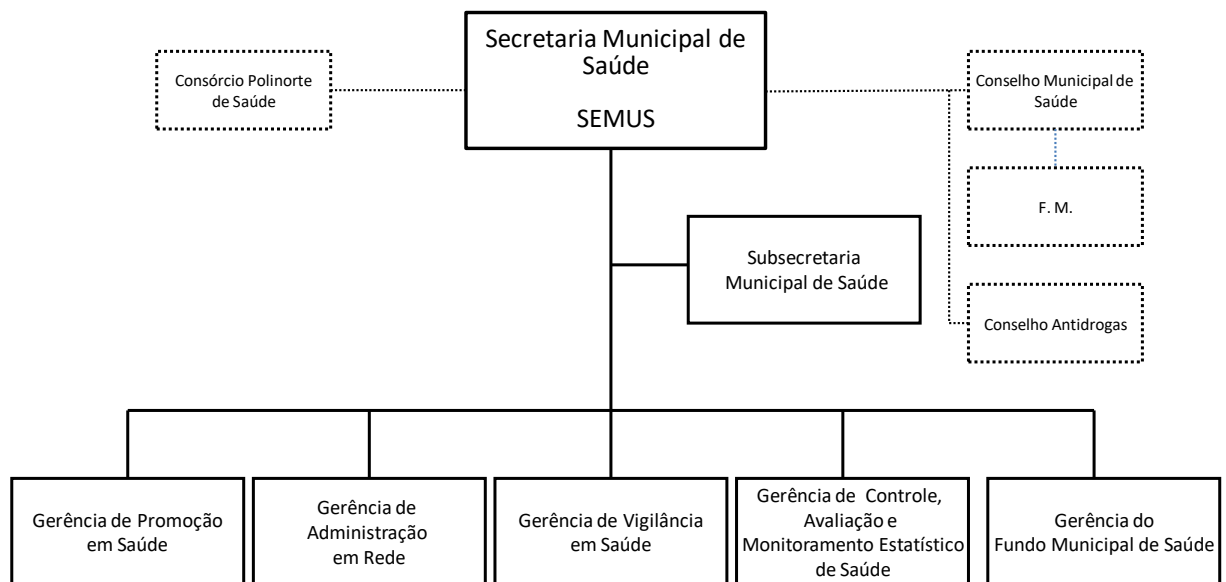 Secretaria Municipal de
Saúde
SEMUS
Consórcio Polinorte
de Saúde
Conselho Municipal de
Saúde
F. M.
Subsecretaria
Municipal de Saúde
Conselho Antidrogas
Gerência de Promoção
em Saúde
Gerência de
Administração
em Rede
Gerência de Vigilância
em Saúde
Gerência de Controle,
Avaliação e
Monitoramento Estatístico
de Saúde
Gerência do
Fundo Municipal de Saúde